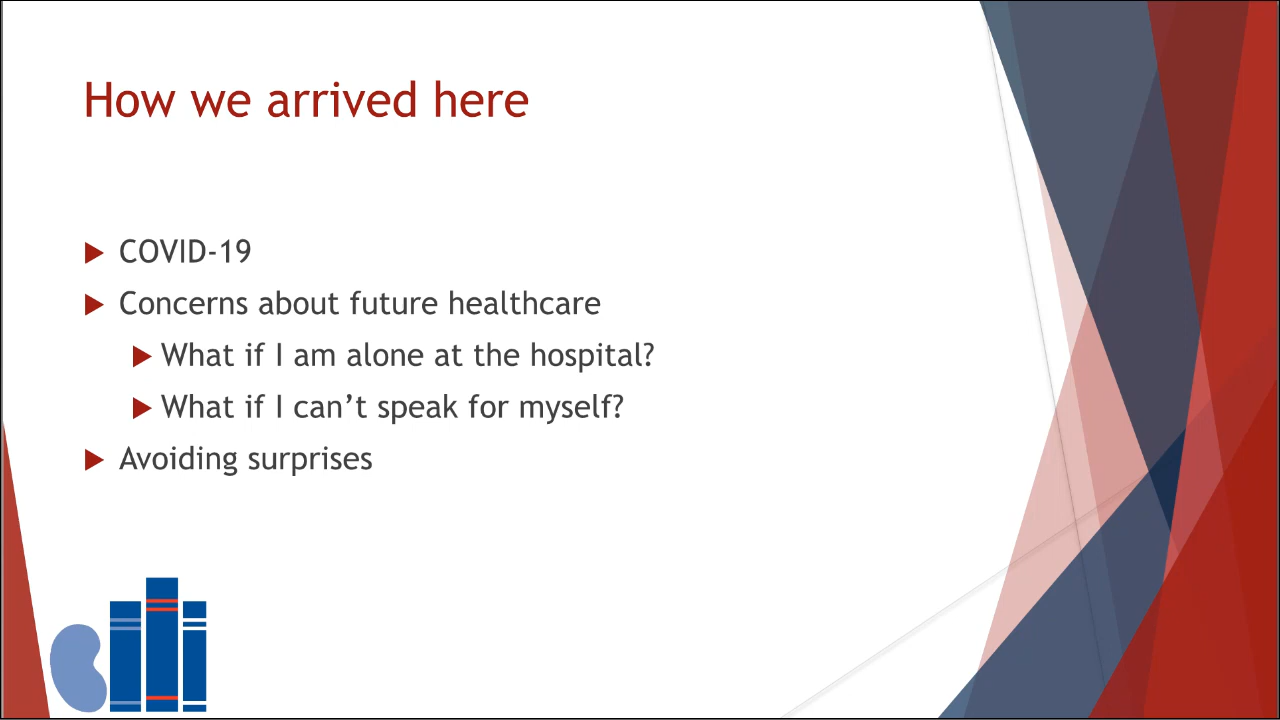 How we arrived here
COVID-19
Concerns about future healthcare
What if I am alone at the hospital?
What if I can’t speak for myself?
Avoiding surprises